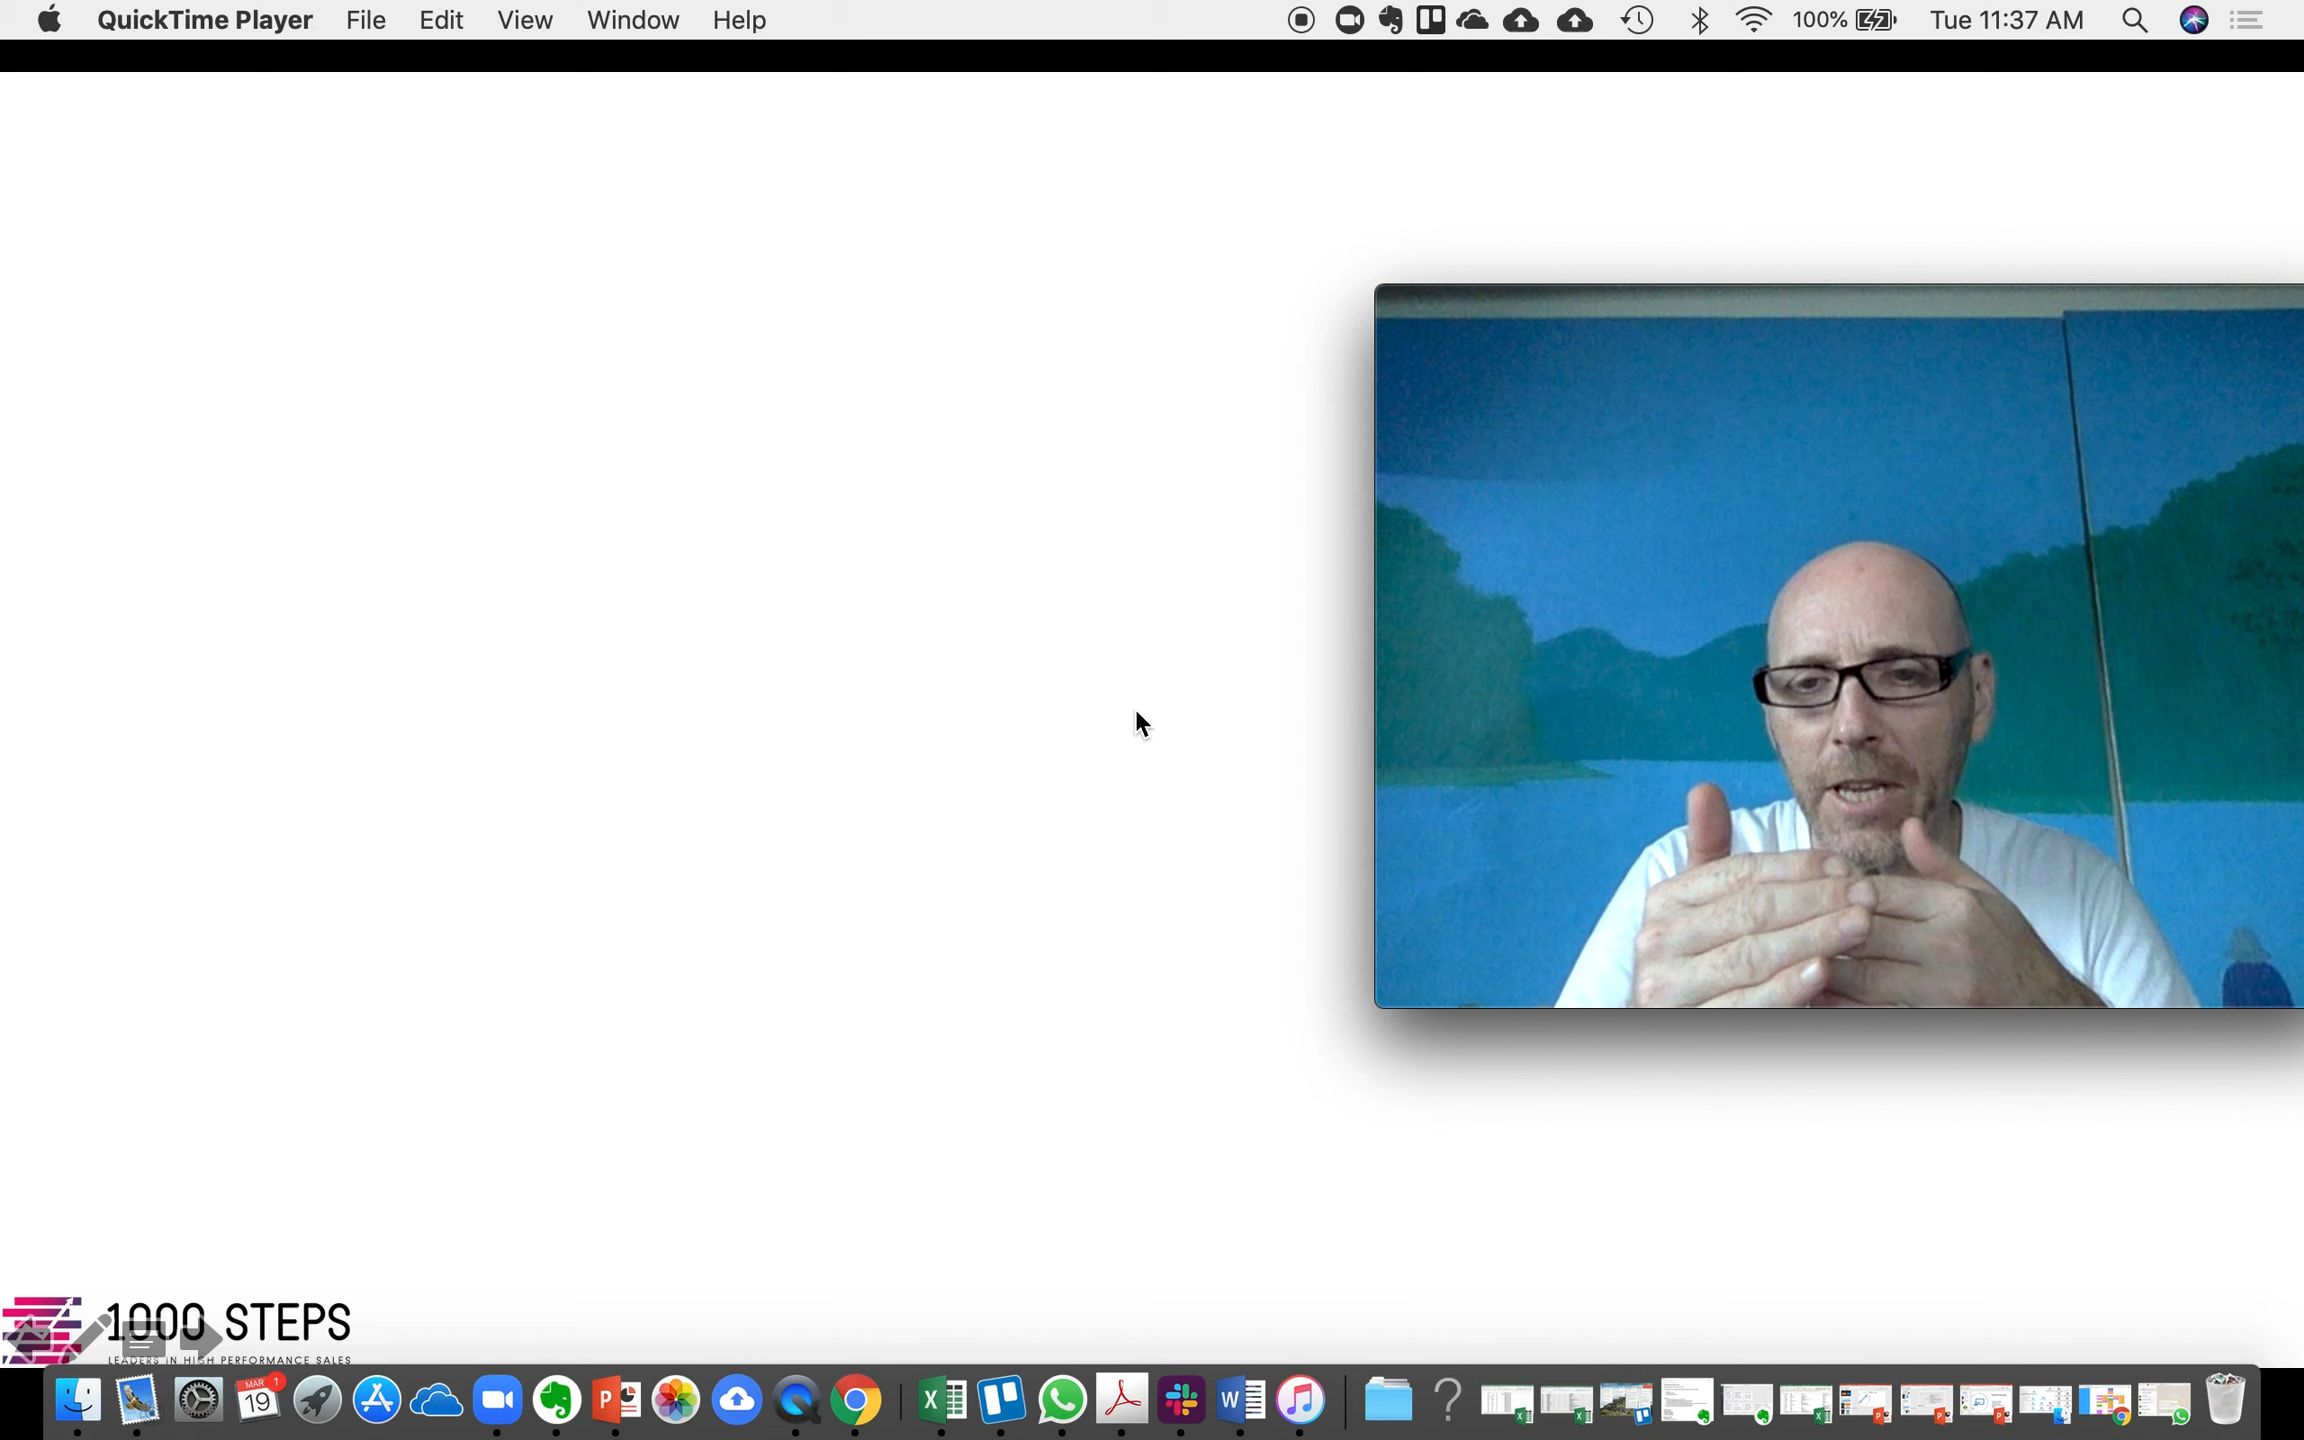 QuickTime Player File Edit View Window Help 100% Tue 11:37 AM
1000 STEPS
LEADERS IN HIGH PERFORMANCE SALES
MAR 1
19